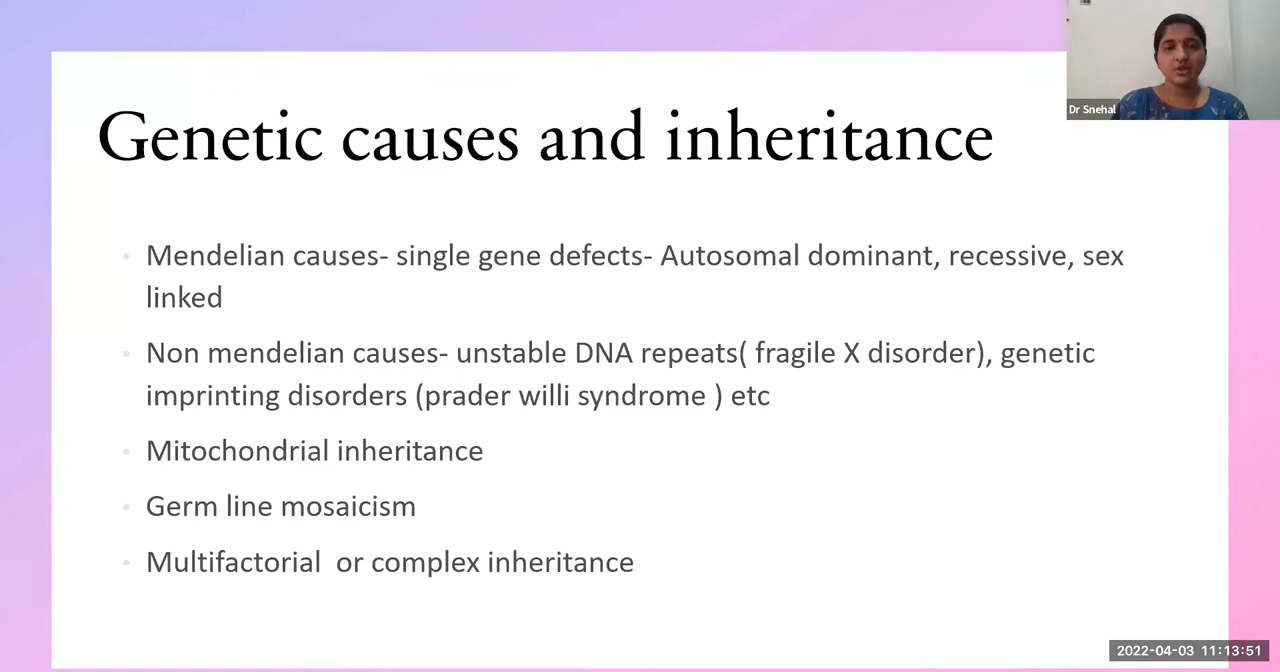 Dr Snehal
Genetic causes and inheritance
Mendelian causes- single gene defects- Autosomal dominant, recessive, sex
linked
Non mendelian causes- unstable DNA repeats( fragile X disorder), genetic
imprinting disorders (prader willi syndrome ) etc
Mitochondrial inheritance
Germ line mosaicism
Multifactorial  or complex inheritance
2022-04-03 11:13:51